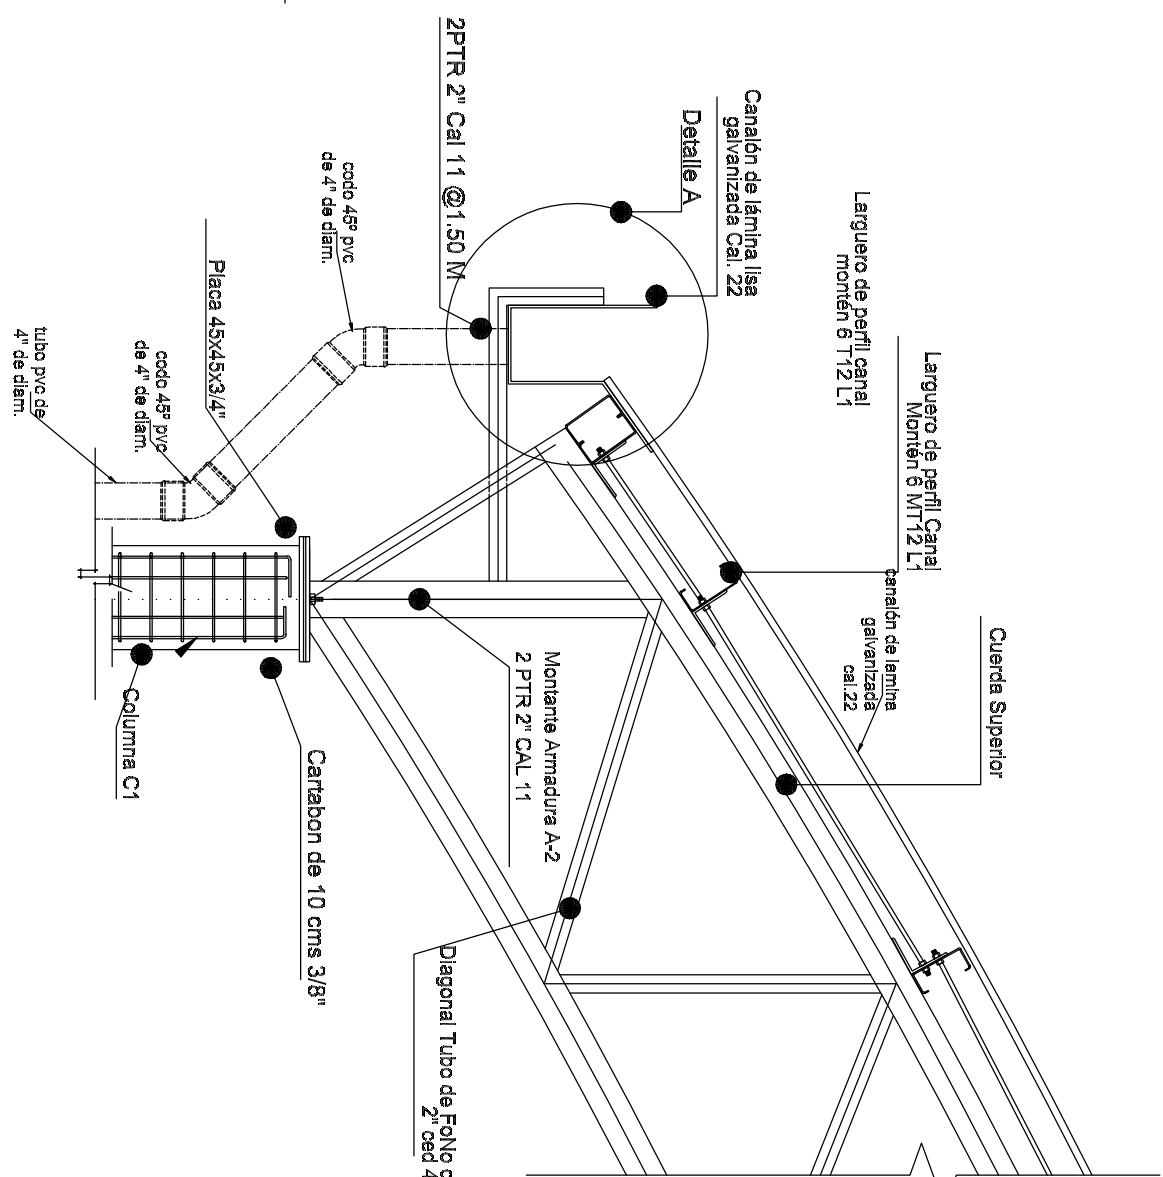 Cuerda Superior
canalón de lamina
galvanizada
cal.22
Larguero de perfil Canal
Montén 6 MT12 L1
Larguero de perfil canal
montén 6 T12 L1
Canalón de lámina lisa
galvanizada Cal. 22
Detalle A
2PTR 2" Cal 11 @1.50 M
codo 45º pvc
de 4" de diam.
Placa 45x45x3/4"
codo 45º pvc
de 4" de diam.
tubo pvc de
4" de diam.
Montante Armadura A-2
2 PTR 2" CAL 11
Diagonal Tubo de FoNo
2" ced 4
Cartabon de 10 cms 3/8"
Columna C1